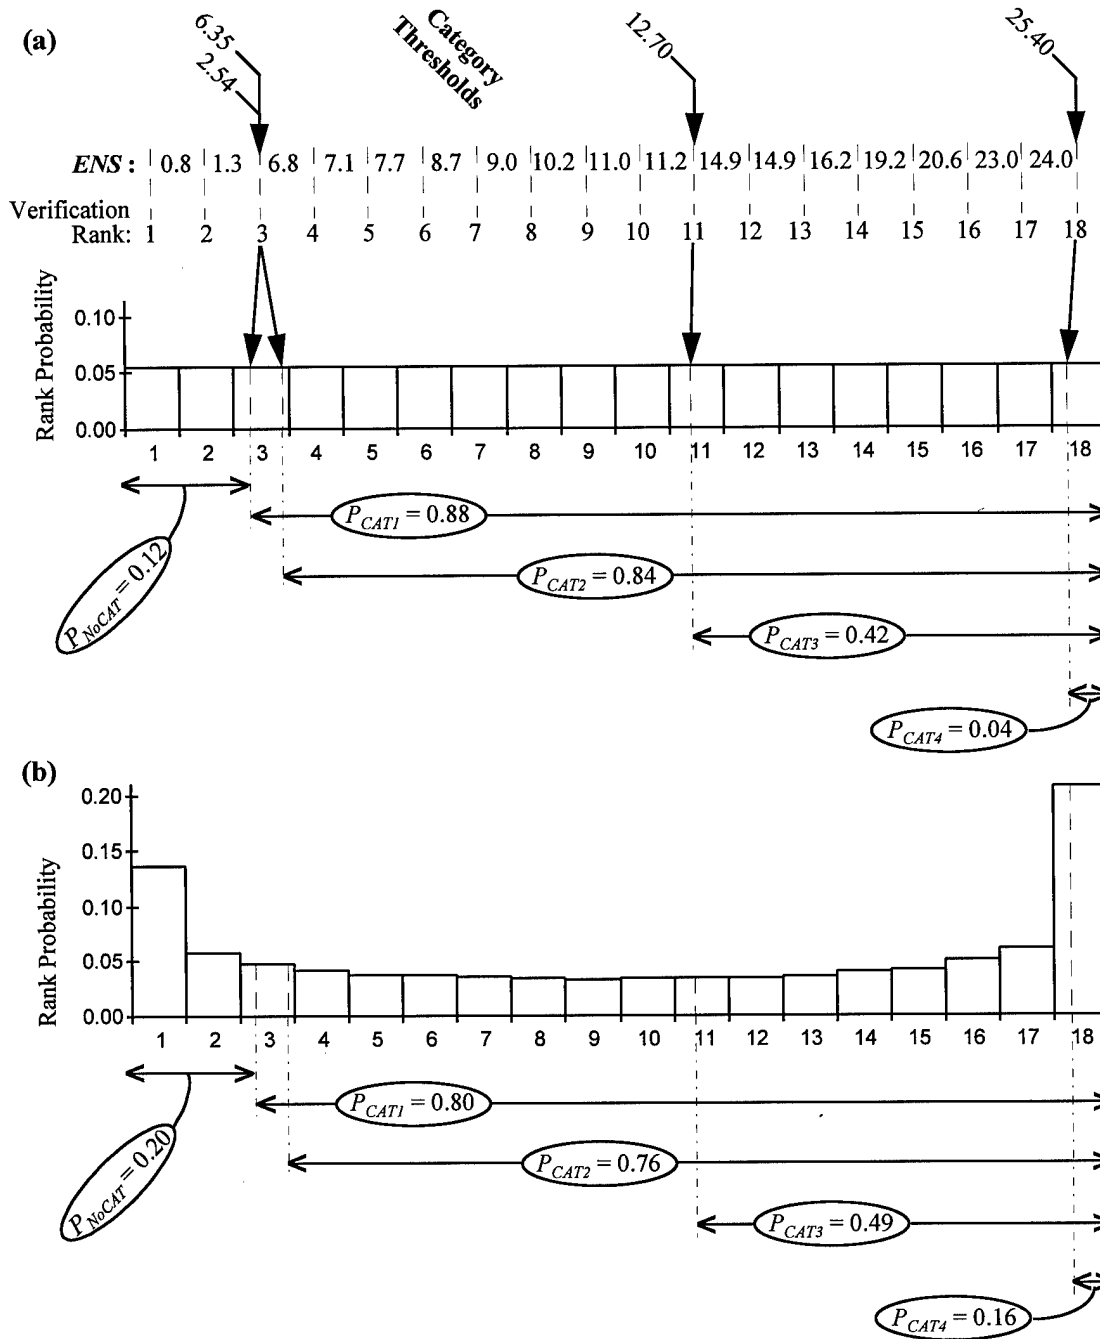 (a)
6.35
2.54
Category
Thresholds
12.70
25.40
ENS : | 0.8 | 1.3 | 6.8 | 7.1 | 7.7 | 8.7 | 9.0 | 10.2 | 11.0 | 11.2 | 14.9 | 14.9 | 16.2 | 19.2 | 20.6 | 23.0 | 24.0 |
Verification
Rank: 1 2 3 4 5 6 7 8 9 10 11 12 13 14 15 16 17 18
Rank Probability
0.10
0.05
0.00
1 2 3 4 5 6 7 8 9 10 11 12 13 14 15 16 17 18
P_CAT1 = 0.88
P_NoCAT = 0.12
P_CAT2 = 0.84
P_CAT3 = 0.42
P_CAT4 = 0.04
(b)
Rank Probability
0.20
0.15
0.10
0.05
0.00
1 2 3 4 5 6 7 8 9 10 11 12 13 14 15 16 17 18
P_CAT1 = 0.80
P_NoCAT = 0.20
P_CAT2 = 0.76
P_CAT3 = 0.49
P_CAT4 = 0.16